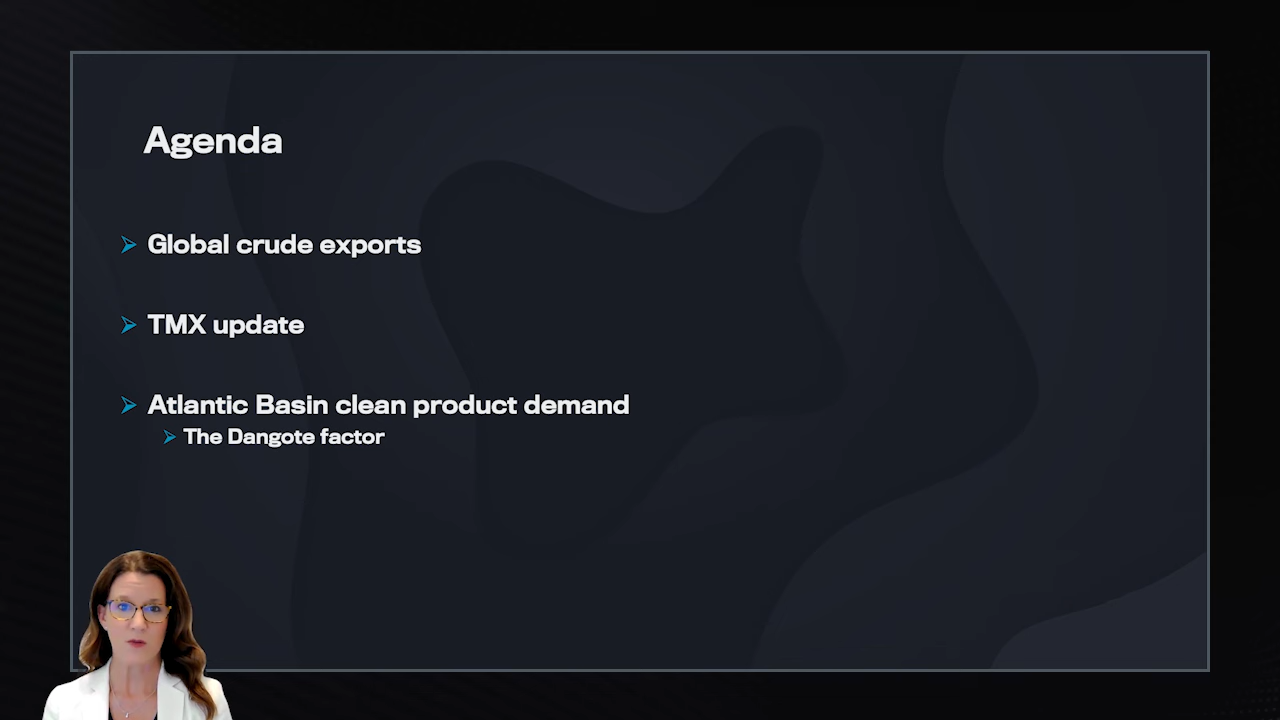 Agenda
Global crude exports
TMX update
Atlantic Basin clean product demand
The Dangote factor